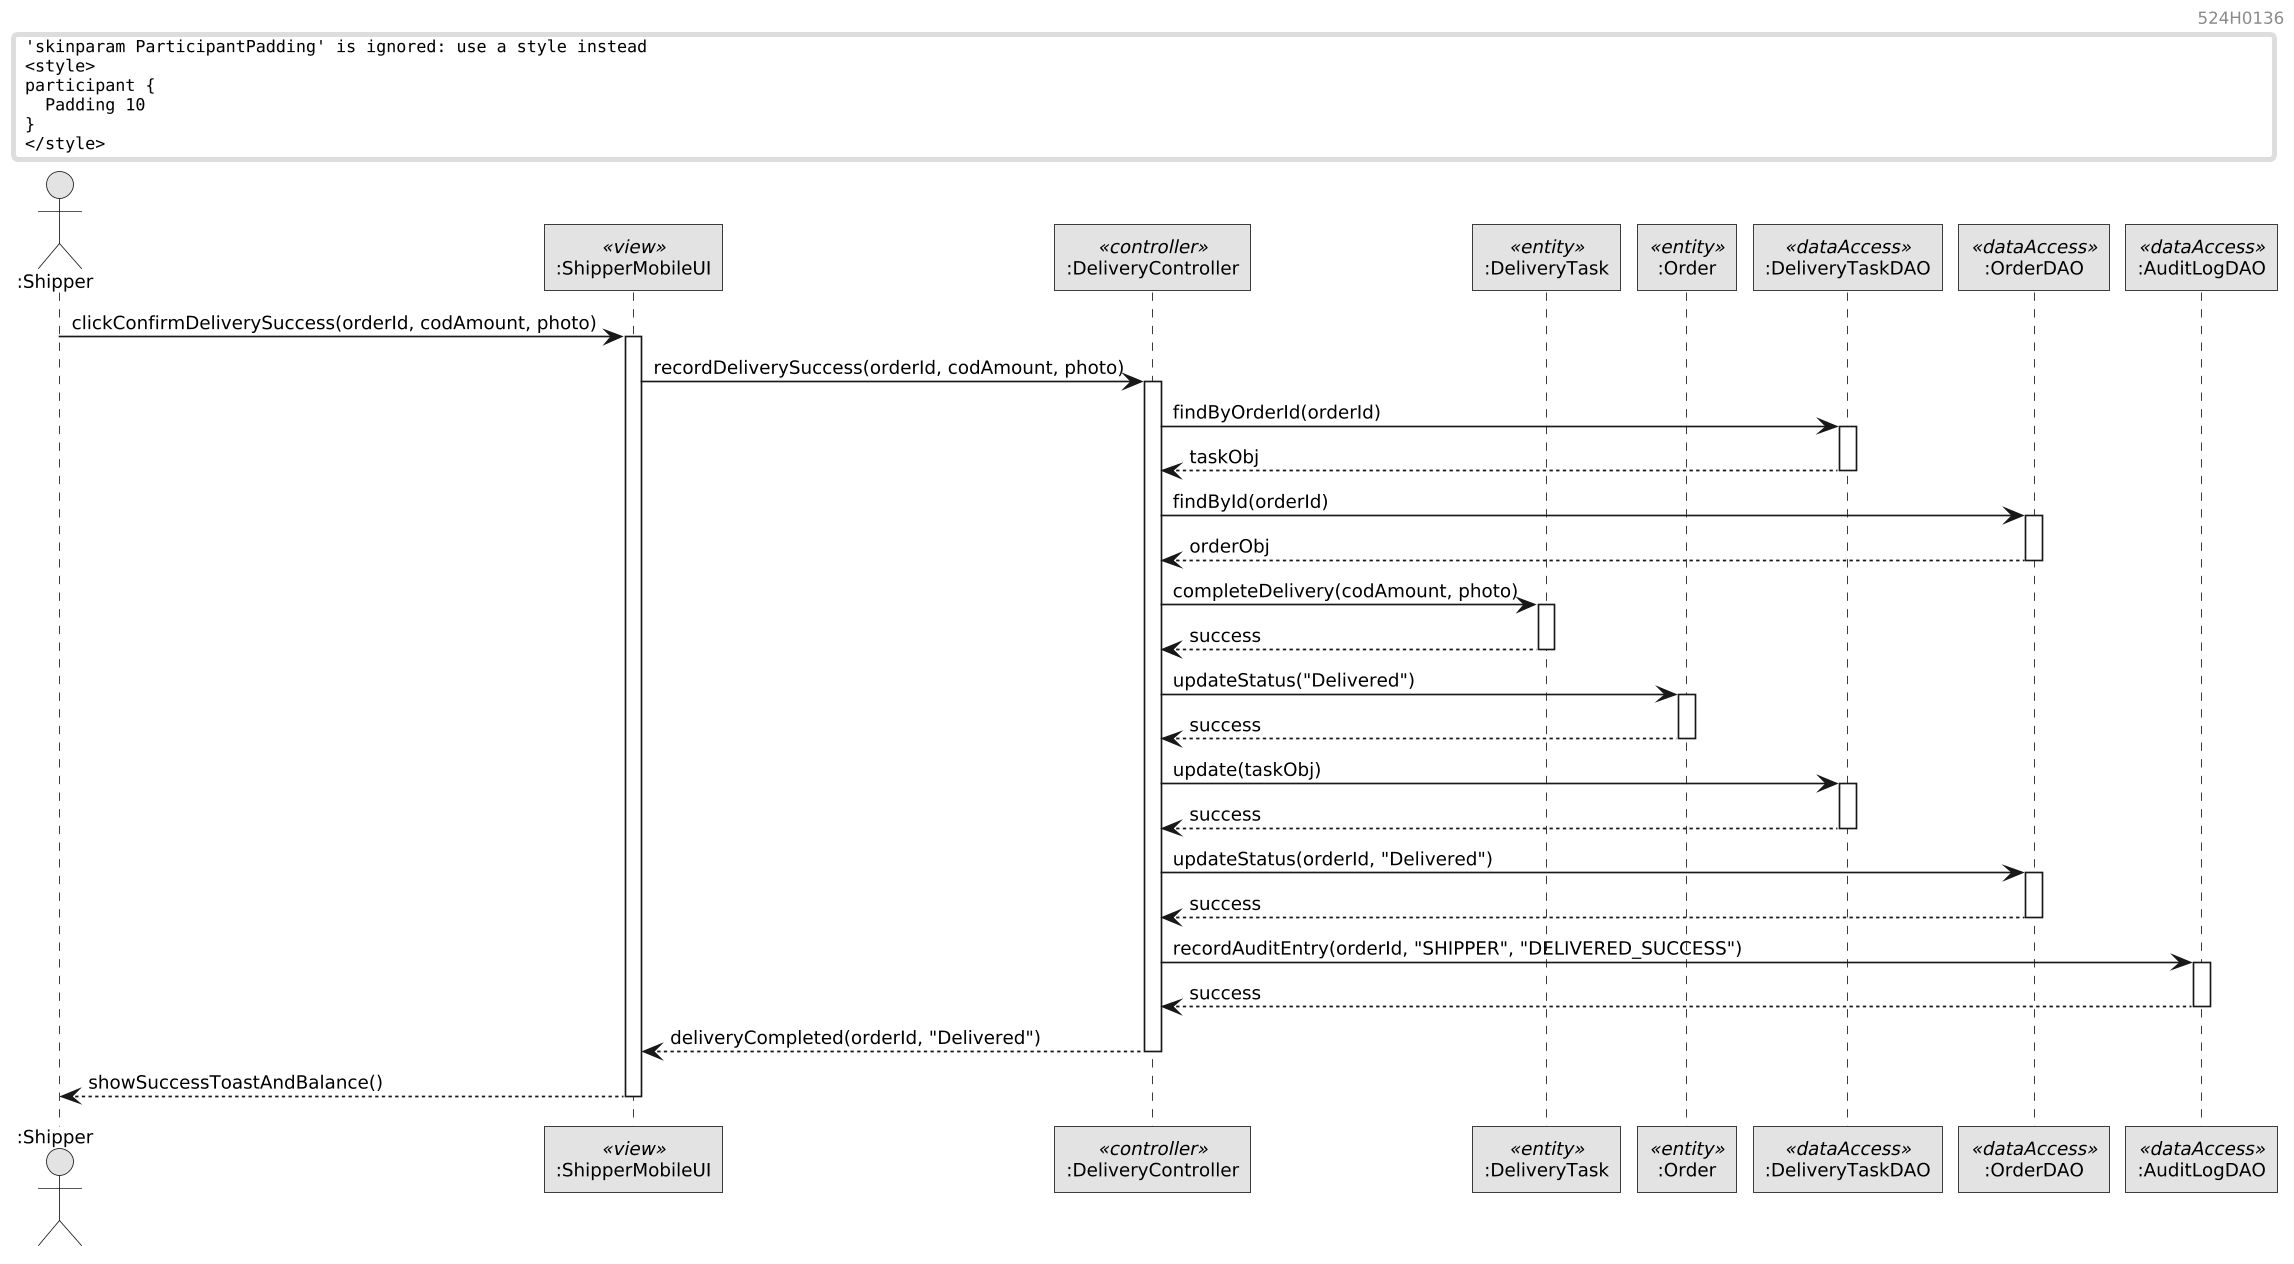 524H0136
'skinparam ParticipantPadding' is ignored: use a style instead
<style>
participant {
  Padding 10
}
</style>
:Shipper
«view»
:ShipperMobileUI
«controller»
:DeliveryController
«entity»
:DeliveryTask
«entity»
:Order
«dataAccess»
:DeliveryTaskDAO
«dataAccess»
:OrderDAO
«dataAccess»
:AuditLogDAO
clickConfirmDeliverySuccess(orderId, codAmount, photo)
recordDeliverySuccess(orderId, codAmount, photo)
findByOrderId(orderId)
taskObj
findById(orderId)
orderObj
completeDelivery(codAmount, photo)
success
updateStatus("Delivered")
success
update(taskObj)
success
updateStatus(orderId, "Delivered")
success
recordAuditEntry(orderId, "SHIPPER", "DELIVERED_SUCCESS")
success
deliveryCompleted(orderId, "Delivered")
showSuccessToastAndBalance()
:Shipper
«view»
:ShipperMobileUI
«controller»
:DeliveryController
«entity»
:DeliveryTask
«entity»
:Order
«dataAccess»
:DeliveryTaskDAO
«dataAccess»
:OrderDAO
«dataAccess»
:AuditLogDAO